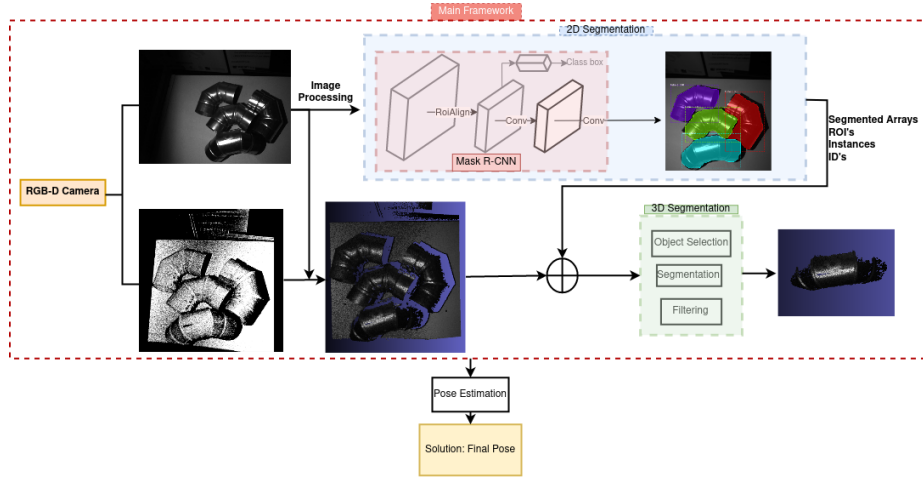 Main Framework
2D Segmentation
Image
Processing
Class box
RoiAlign
Conv
Conv
Mask R-CNN
Segmented Arrays
ROI's
Instances
ID's
RGB-D Camera
3D Segmentation
Object Selection
Segmentation
Filtering
Pose Estimation
Solution: Final Pose